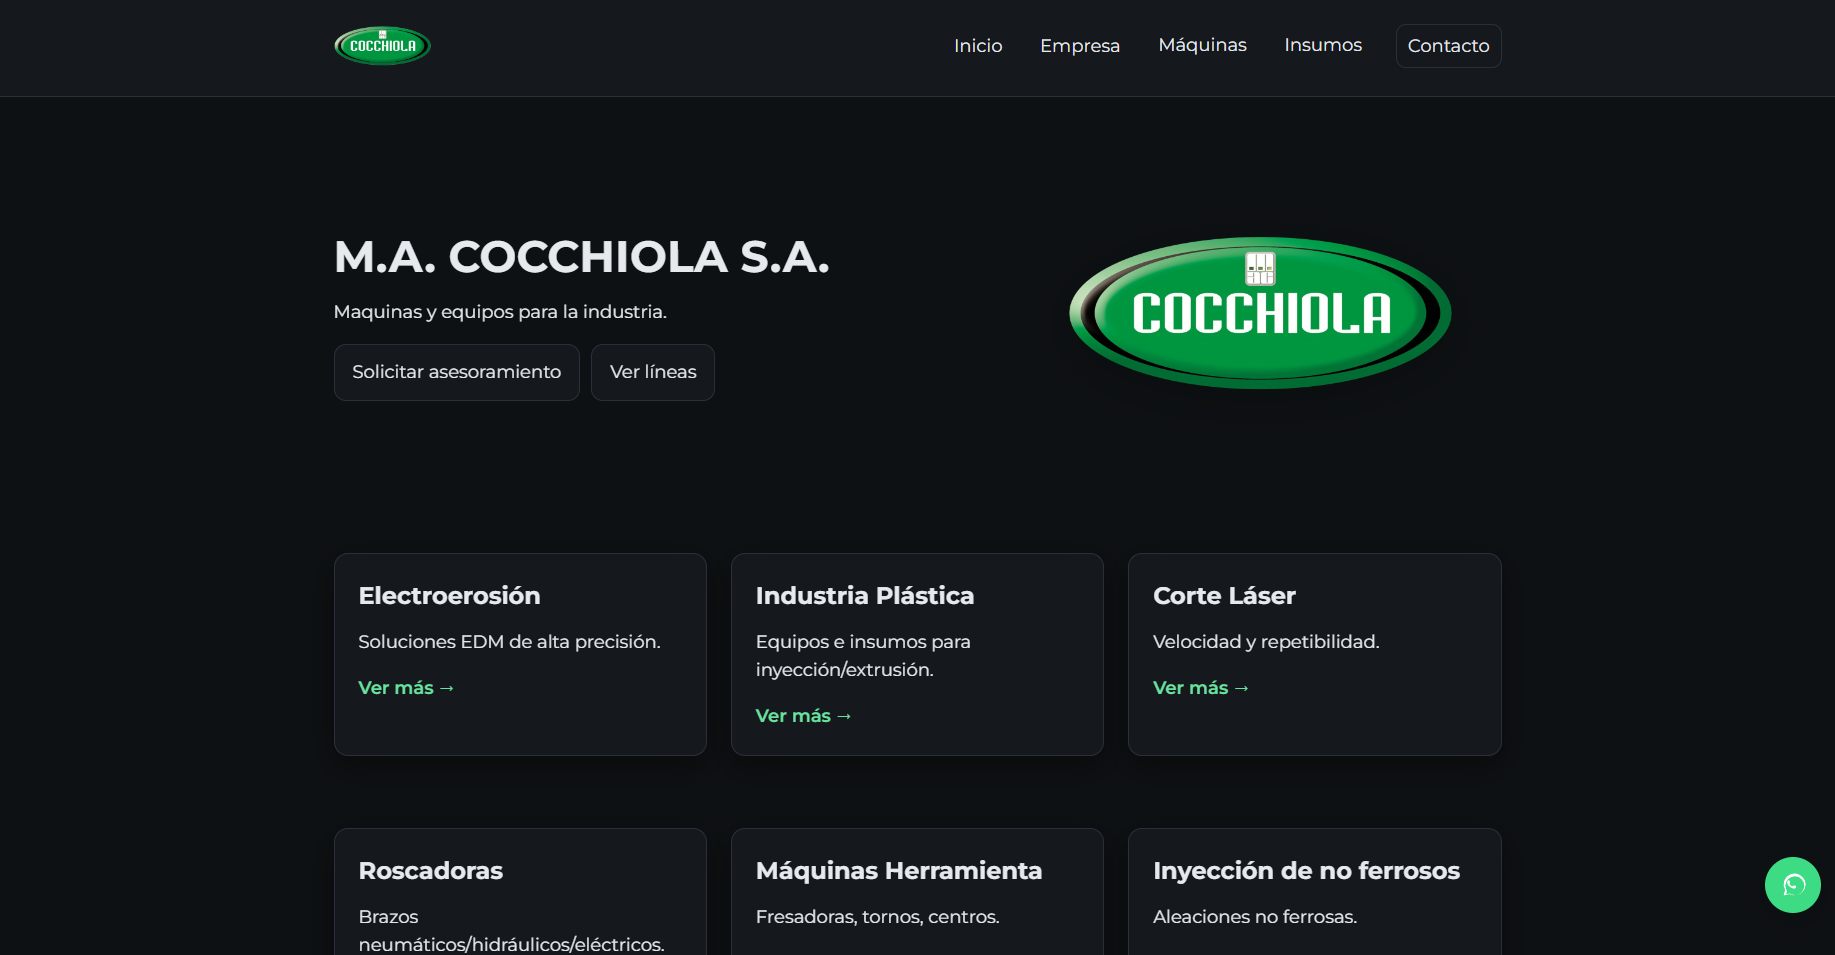 COCCHIOLA
Inicio
Empresa
Máquinas
Insumos
Contacto
M.A. COCCHIOLA S.A.
Maquinas y equipos para la industria.
Solicitar asesoramiento
Ver líneas
COCCHIOLA
Electroerosión
Soluciones EDM de alta precisión.
Ver más →
Industria Plástica
Equipos e insumos para
inyección/extrusión.
Ver más →
Corte Láser
Velocidad y repetibilidad.
Ver más →
Roscadoras
Brazos
neumáticos/hidráulicos/eléctricos.
Máquinas Herramienta
Fresadoras, tornos, centros.
Inyección de no ferrosos
Aleaciones no ferrosas.